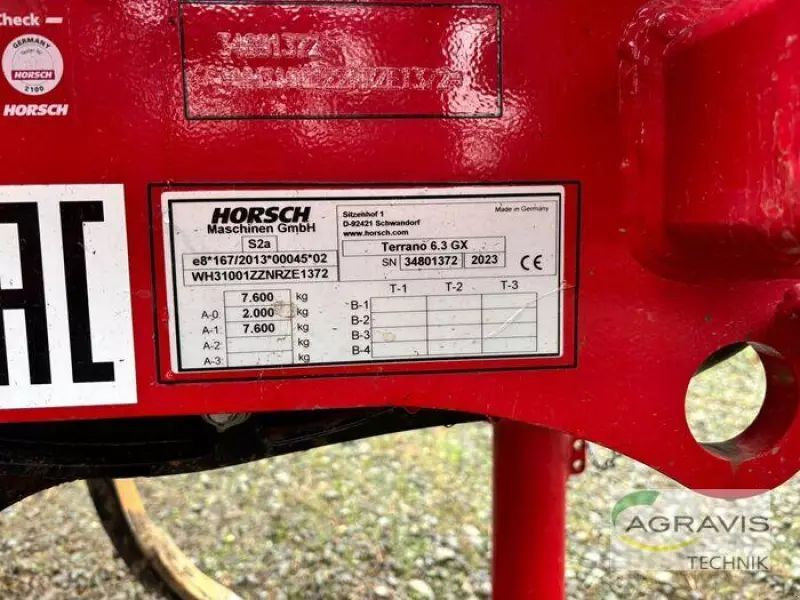 Check
GERMANY
HORSCH
HORSCH
34801372
AC
HORSCH
Maschinen GmbH
S2a
e8*167/2013*00045*02
WH31001ZZNRZE1372
Sitzenhof 1
D-92421 Schwandorf
www.horsch.com
Made in Germany
Terrano 6.3 GX
SN 34801372 2023
CE
7.600 kg
A-0: 2.000 kg
A-1: 7.600 kg
A-2: kg
A-3: kg
T-1 T-2 T-3
B-1
B-2
B-3
B-4
AGRAVIS
TECHNIK